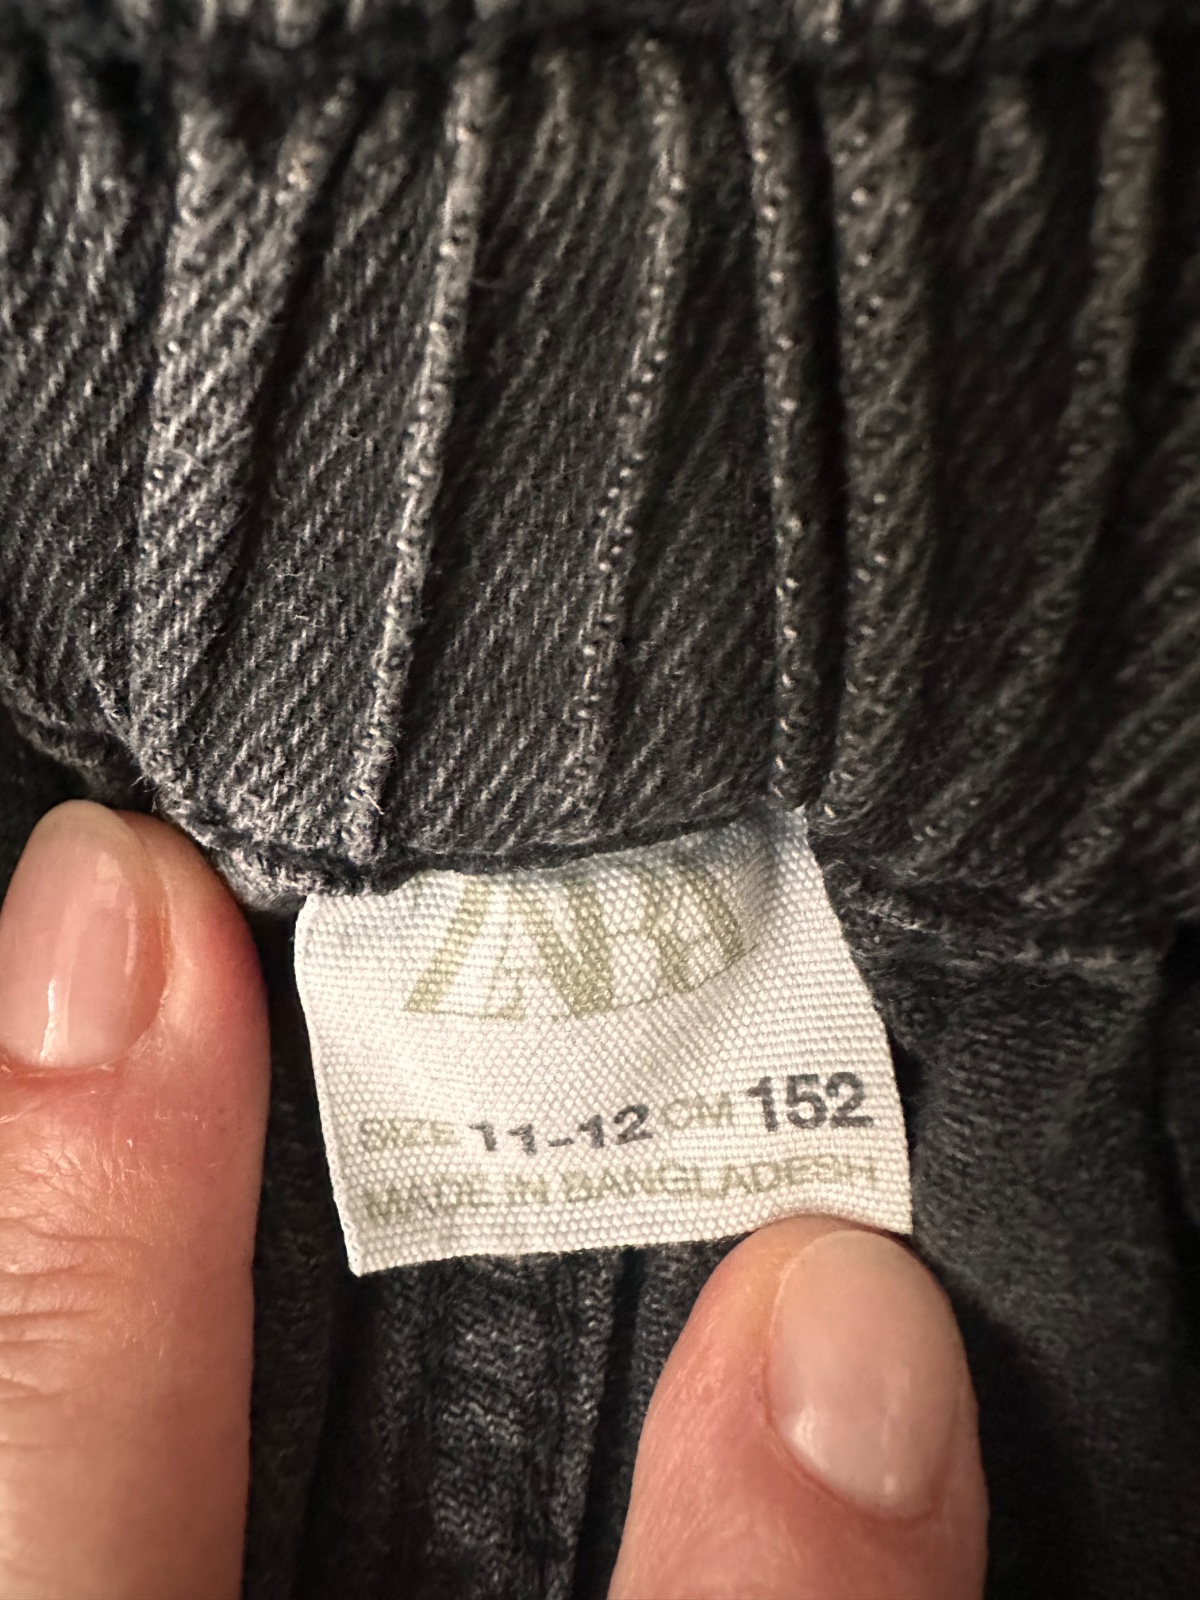 ZARA
SIZE 11-12 CM 152
MADE IN BANGLADESH